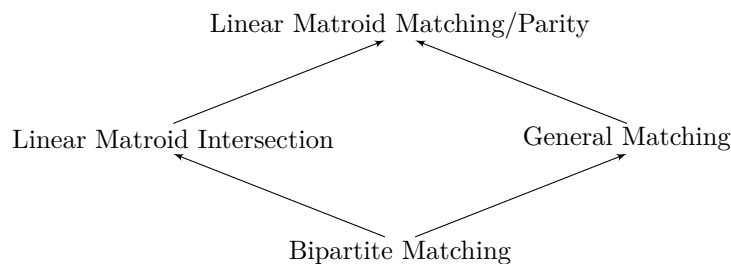 Linear Matroid Matching/Parity
Linear Matroid Intersection
General Matching
Bipartite Matching